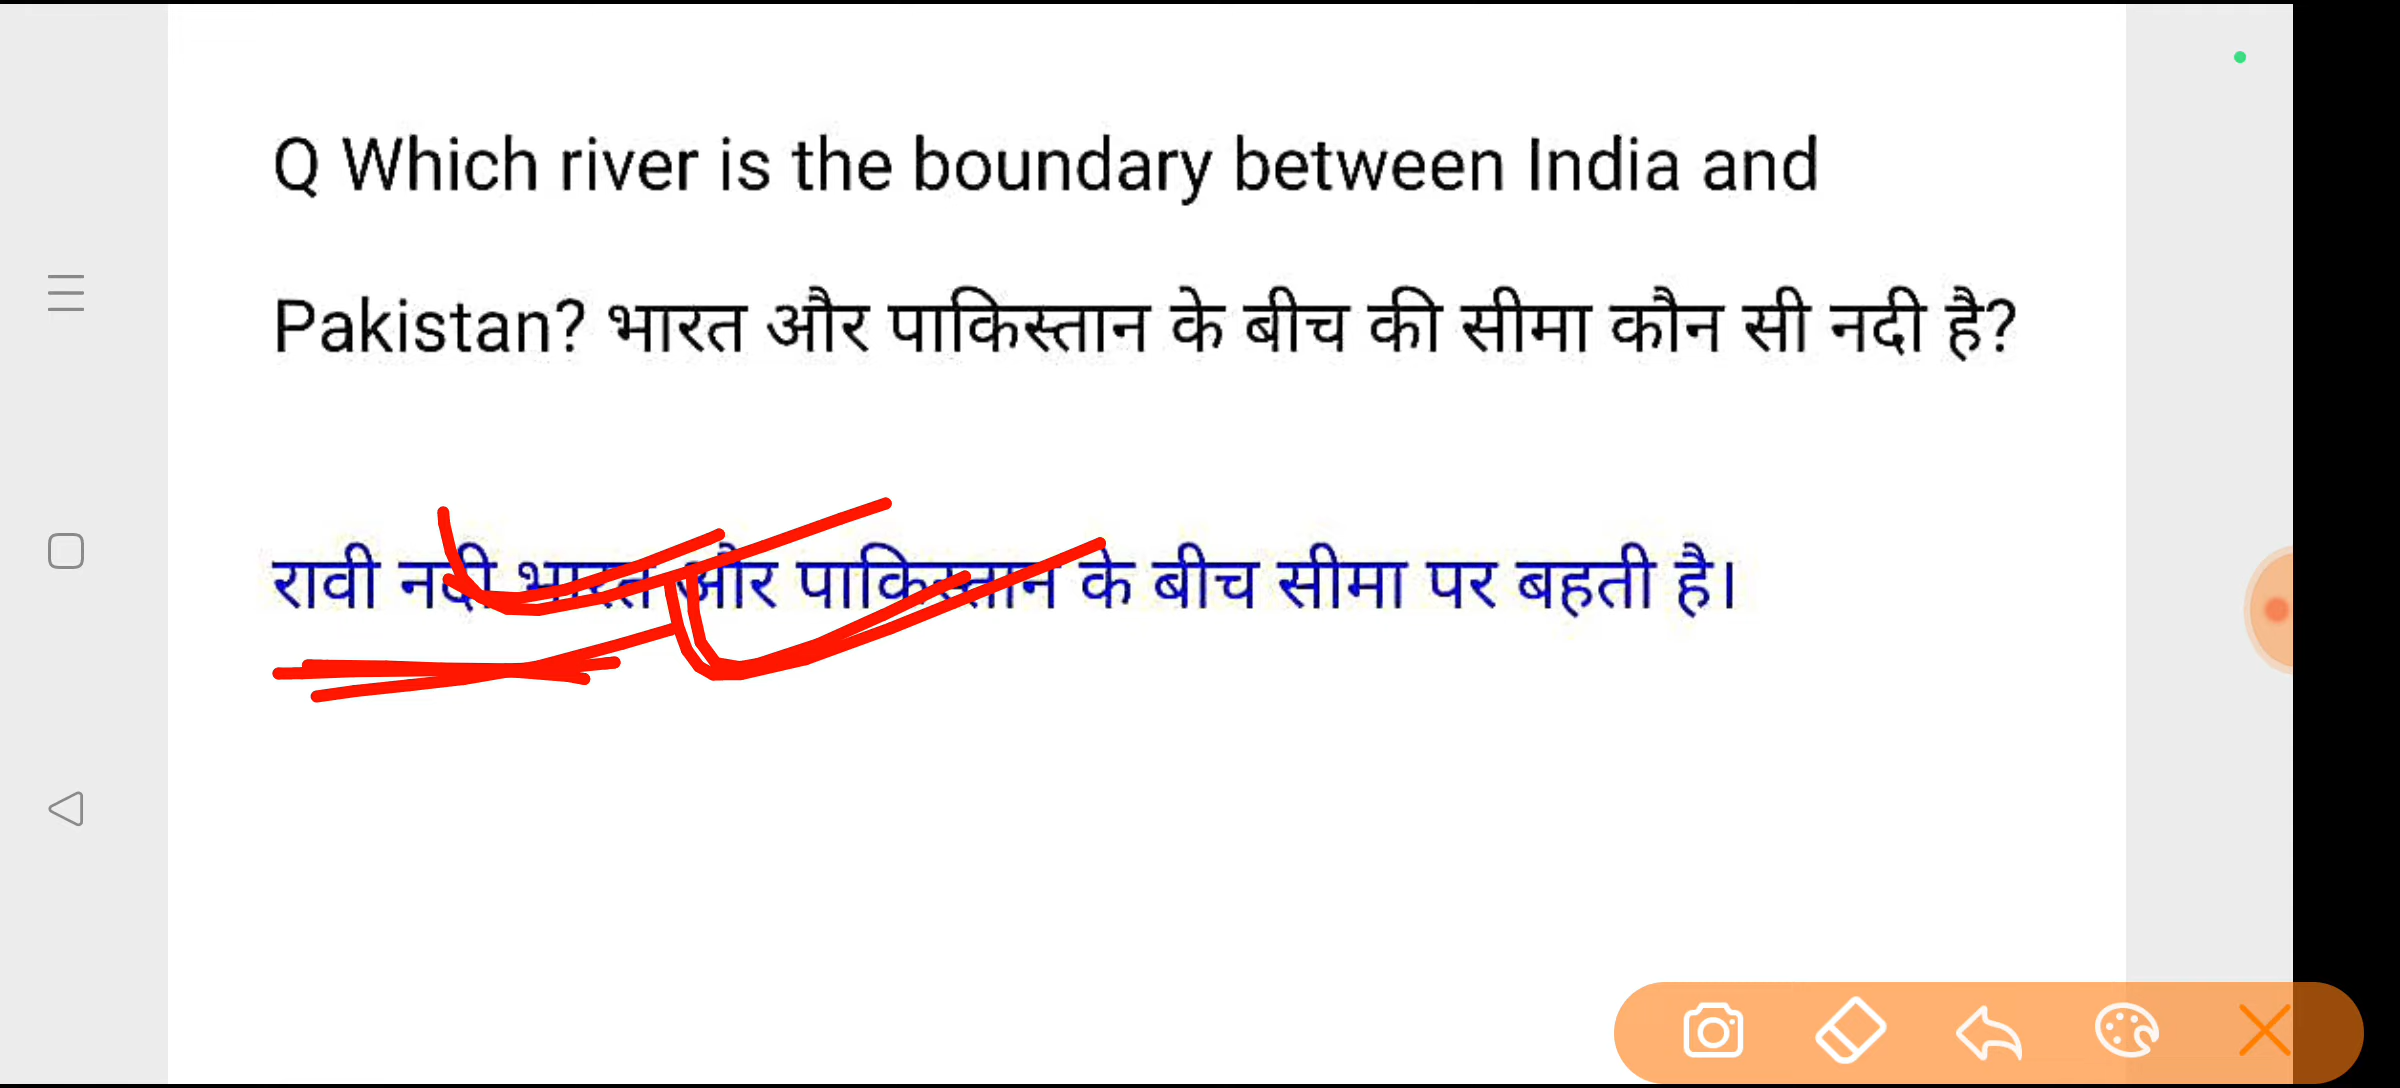 Q Which river is the boundary between India and
Pakistan? भारत और पाकिस्तान के बीच की सीमा कौन सी नदी है?
रावी नदी भारत और पाकिस्तान के बीच सीमा पर बहती है।